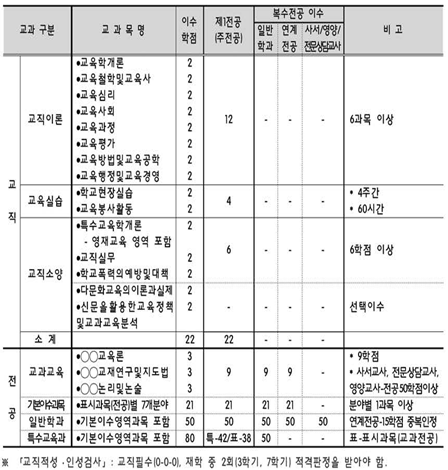 교과 구분 교 과 목 명 이수 학점 제1전공 (주전공) 복수전공 이수 비 고
일반 학과 연계 전공 사서/영양/ 전문상담교사
교 직
교직이론
●교육학개론 2
●교육철학및교육사 2
●교육심리 2
●교육사회 2
●교육과정 2
●교육평가 2
●교육방법및교육공학 2
●교육행정및교육경영 2
12 - - - 6과목 이상
교육실습
●학교현장실습 2
●교육봉사활동 2
4 - - - * 4주간
* 60시간
교직소양
●특수교육학개론 2
- 영재교육 영역 포함
●교직실무 2
●학교폭력의예방및대책 2
6 - - - 6학점 이상
●다문화교육의이론과실제 2
●신문을활용한교육정책 및교과교육분석 2
- - - - 선택이수
소 계 22 22 - - -
전 공
교과교육
●○○교육론 3
●○○교재연구및지도법 3
●○○논리및논술 3
9 9 9 - * 9학점
* 사서교사, 전문상담교사,
영양교사-전공50학점이상
기본이수과목 ●표시과목(전공)별 7개분야 21 21 21 21 - 분야별 1과목 이상
일반학과 *기본이수영역과목 포함 50 50 50 50 50 연계전공-15학점 중복인정
특수교육과 *기본이수영역과목 포함 80 특-42/표-38 50 - - 표-표시과목(교과전공)
※ 「교직적성·인성검사」: 교직필수(0-0-0), 재학 중 2회(3학기, 7학기) 적격판정을 받아야 함.